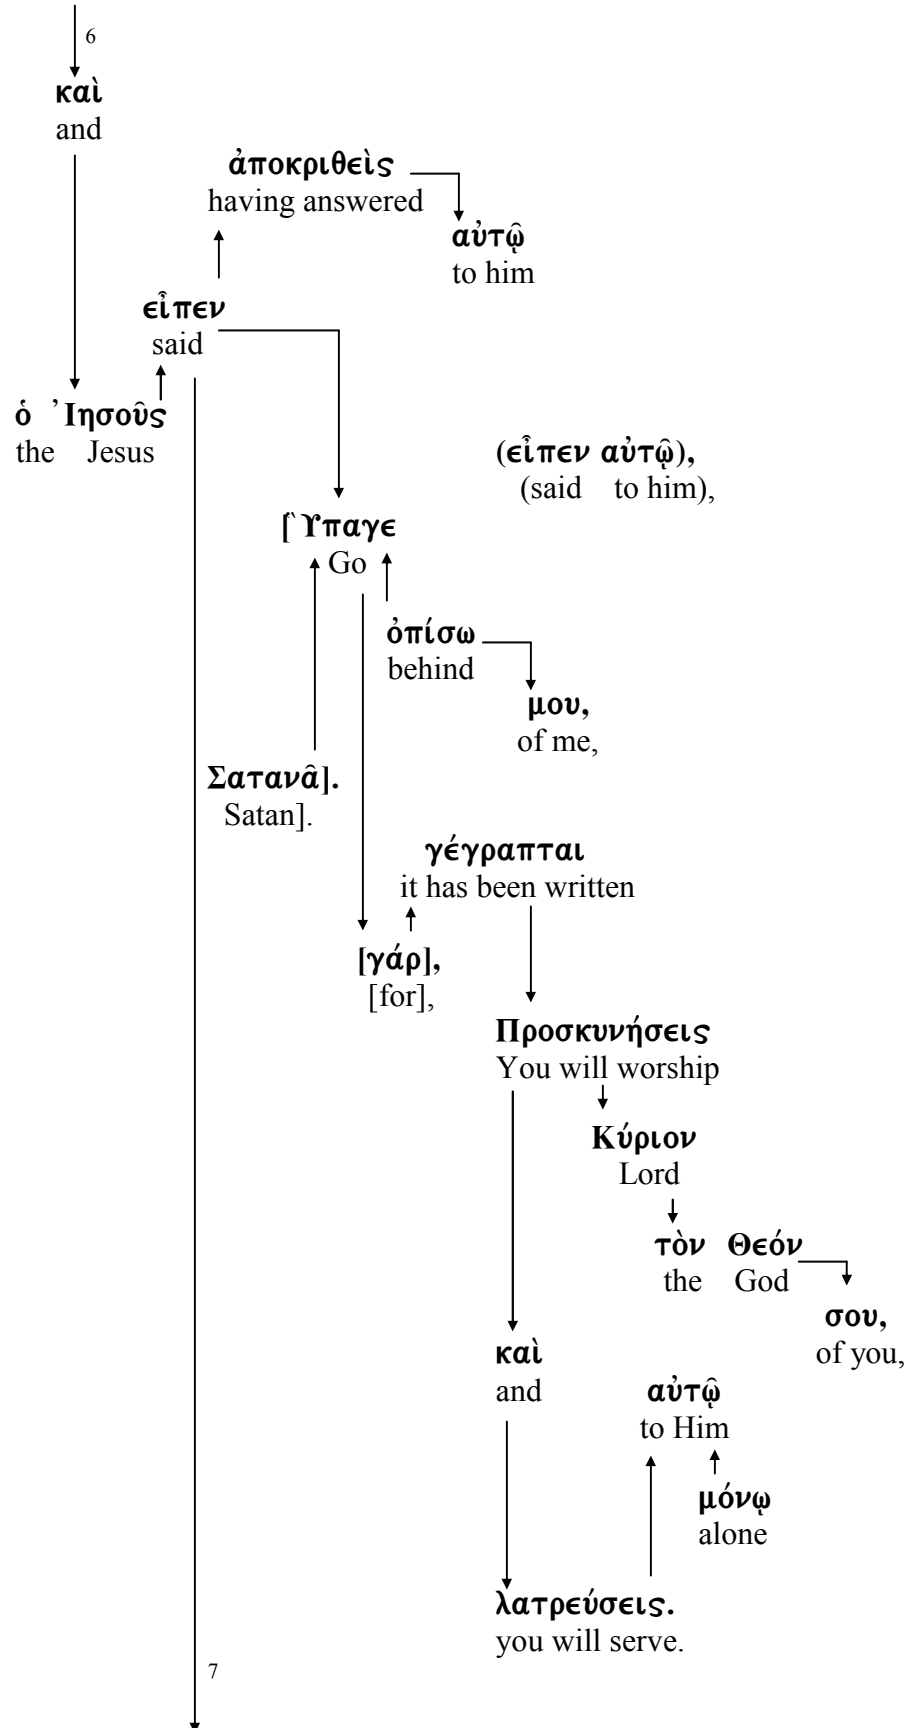 6
καὶ
and
ἀποκριθεὶς
having answered
αὐτῷ
to him
εἶπεν
said
ὁ Ἰησοῦς
the Jesus
(εἶπεν αὐτῷ),
(said to him),
[Ὕπαγε
Go
ὀπίσω
behind
μου,
of me,
Σατανᾶ].
Satan].
γέγραπται
it has been written
[γάρ],
[for],
Προσκυνήσεις
You will worship
Κύριον
Lord
τὸν Θεόν
the God
σου,
of you,
καὶ
and
αὐτῷ
to Him
μόνῳ
alone
λατρεύσεις.
you will serve.
7